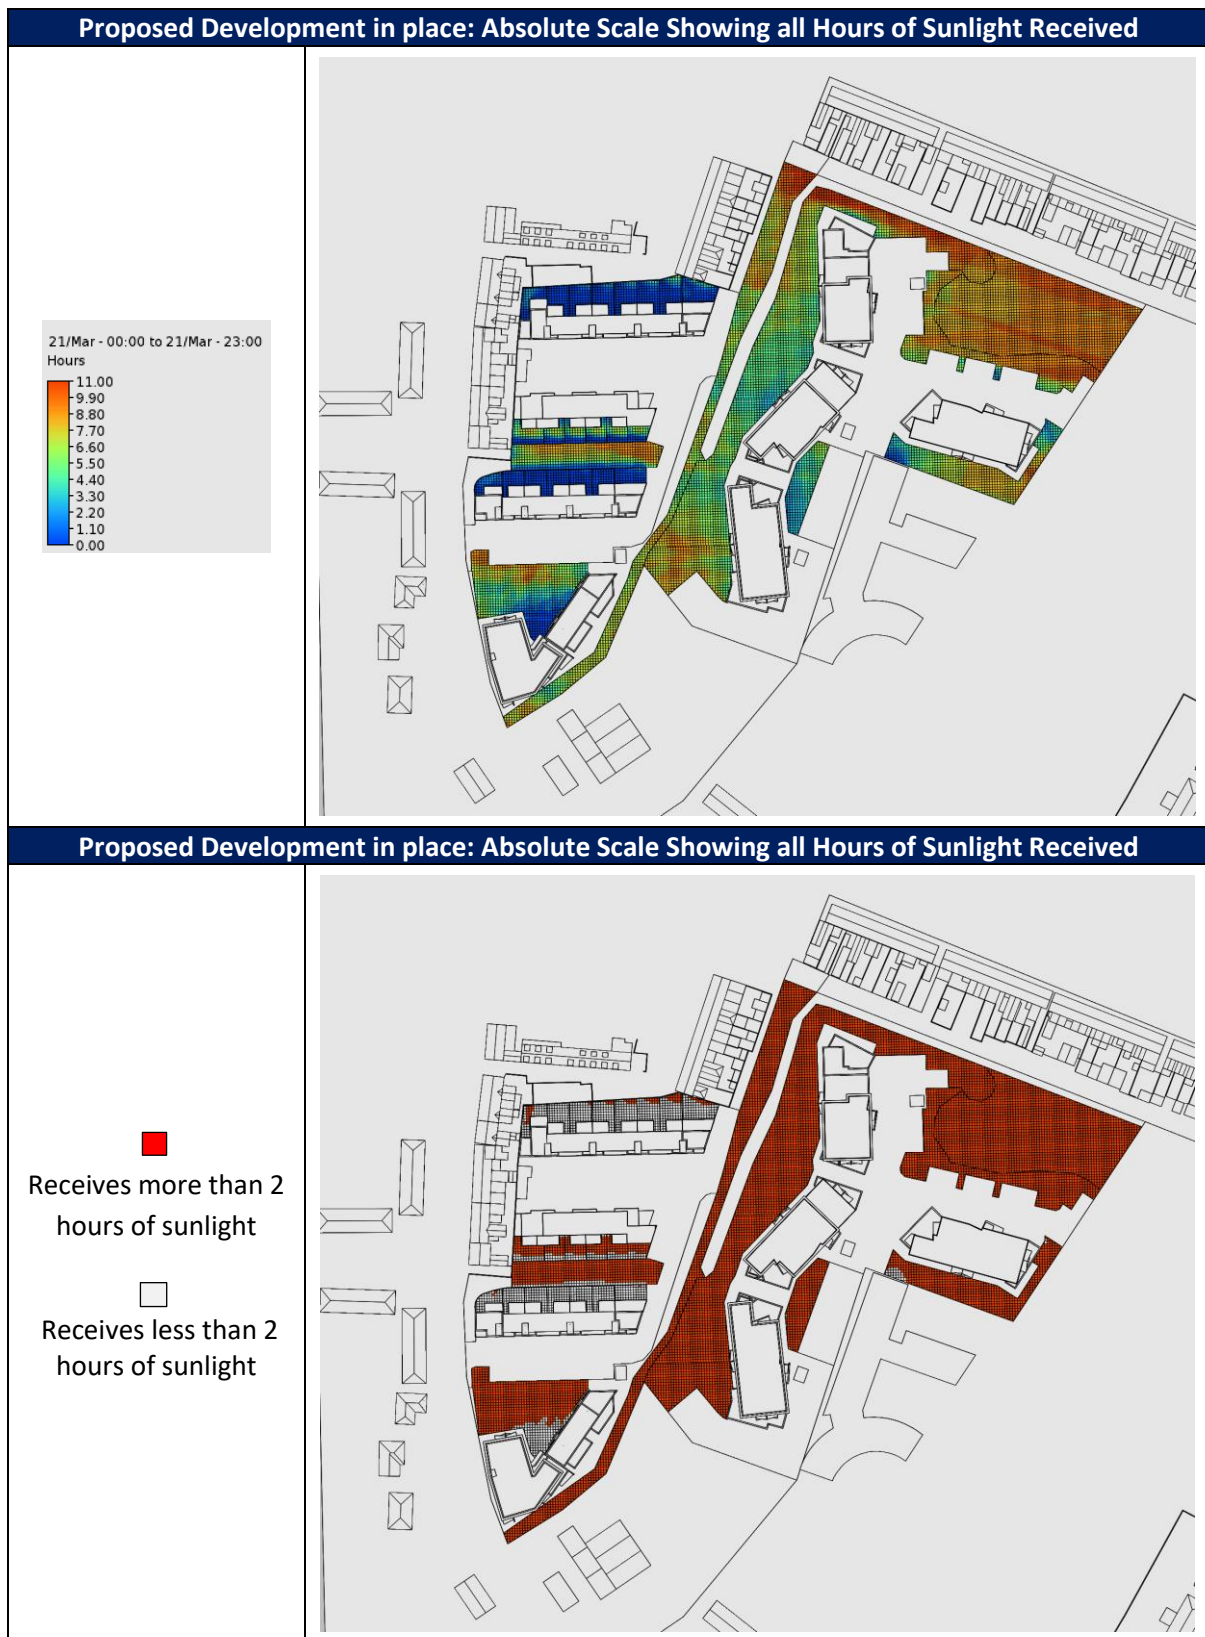 Proposed Development in place: Absolute Scale Showing all Hours of Sunlight Received
21/Mar - 00:00 to 21/Mar - 23:00
Hours
11.00
9.90
8.80
7.70
6.60
5.50
4.40
3.30
2.20
1.10
0.00
Proposed Development in place: Absolute Scale Showing all Hours of Sunlight Received
Receives more than 2
hours of sunlight
Receives less than 2
hours of sunlight